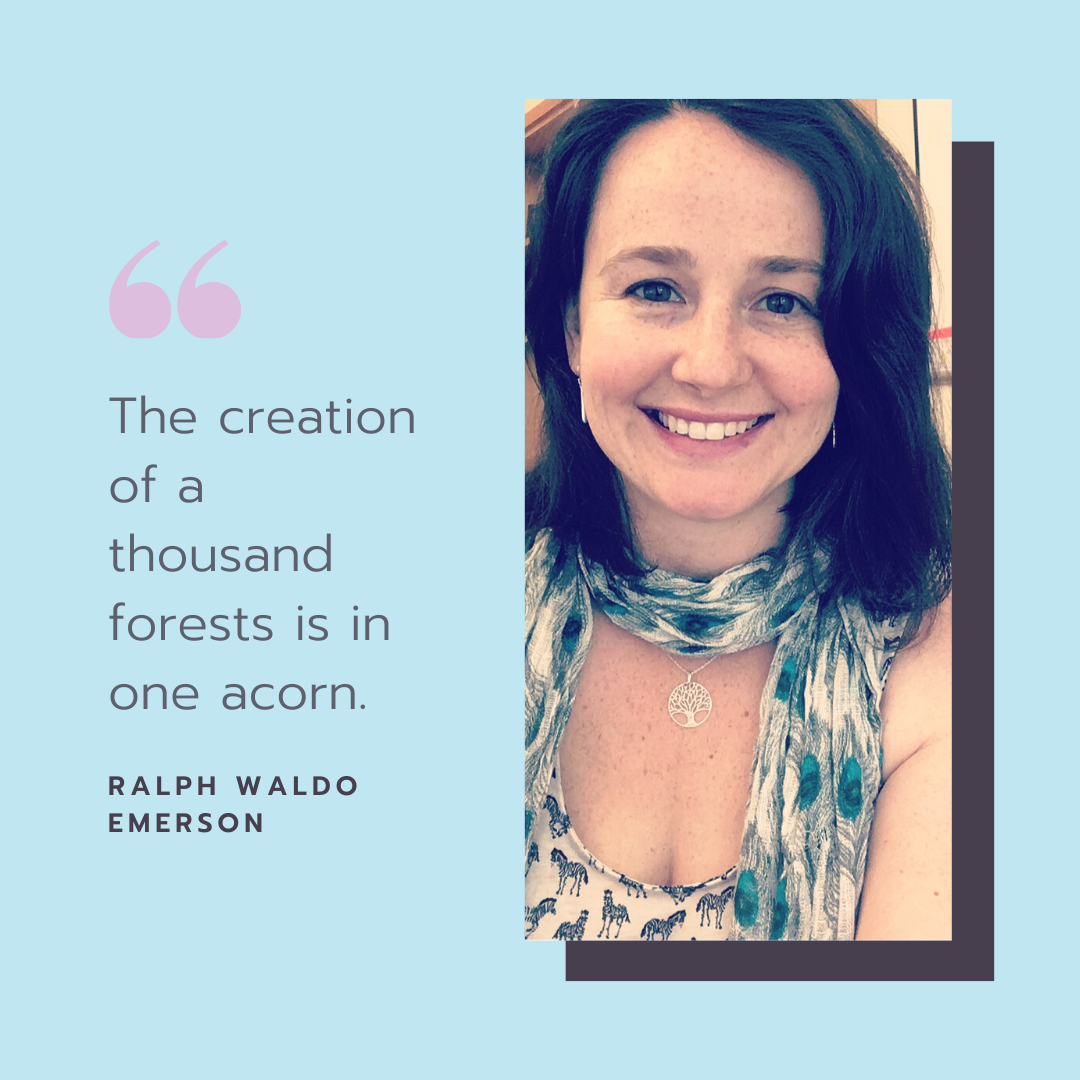 The creation
of a
thousand
forests is in
one acorn.
RALPH WALDO
EMERSON